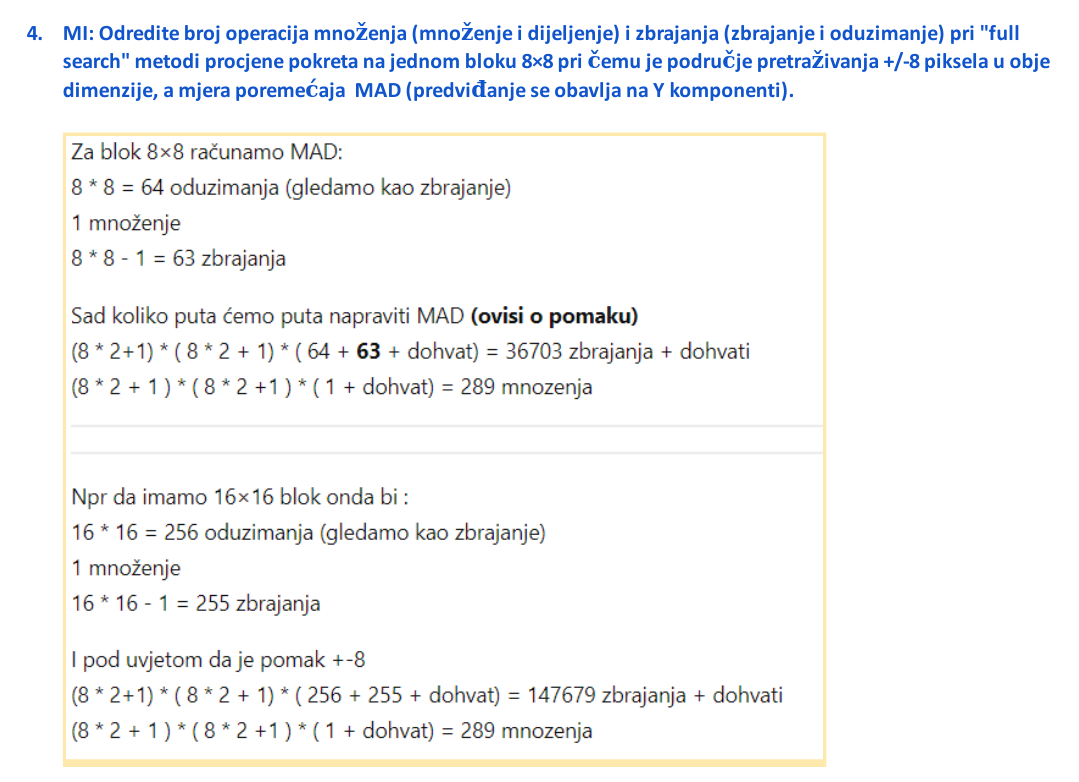 4. MI: Odredite broj operacija množenja (množenje i dijeljenje) i zbrajanja (zbrajanje i oduzimanje) pri "full
search" metodi procjene pokreta na jednom bloku 8×8 pri čemu je područje pretraživanja +/-8 piksela u obje
dimenzije, a mjera poremećaja MAD (predviđanje se obavlja na Y komponenti).
Za blok 8×8 računamo MAD:
8 * 8 = 64 oduzimanja (gledamo kao zbrajanje)
1 množenje
8 * 8 - 1 = 63 zbrajanja
Sad koliko puta ćemo puta napraviti MAD (ovisi o pomaku)
(8 * 2+1) * ( 8 * 2 + 1) * ( 64 + 63 + dohvat) = 36703 zbrajanja + dohvati
(8 * 2 + 1 ) * ( 8 * 2 +1 ) * ( 1 + dohvat) = 289 mnozenja
Npr da imamo 16×16 blok onda bi :
16 * 16 = 256 oduzimanja (gledamo kao zbrajanje)
1 množenje
16 * 16 - 1 = 255 zbrajanja
I pod uvjetom da je pomak +-8
(8 * 2+1) * ( 8 * 2 + 1) * ( 256 + 255 + dohvat) = 147679 zbrajanja + dohvati
(8 * 2 + 1 ) * ( 8 * 2 +1 ) * ( 1 + dohvat) = 289 mnozenja